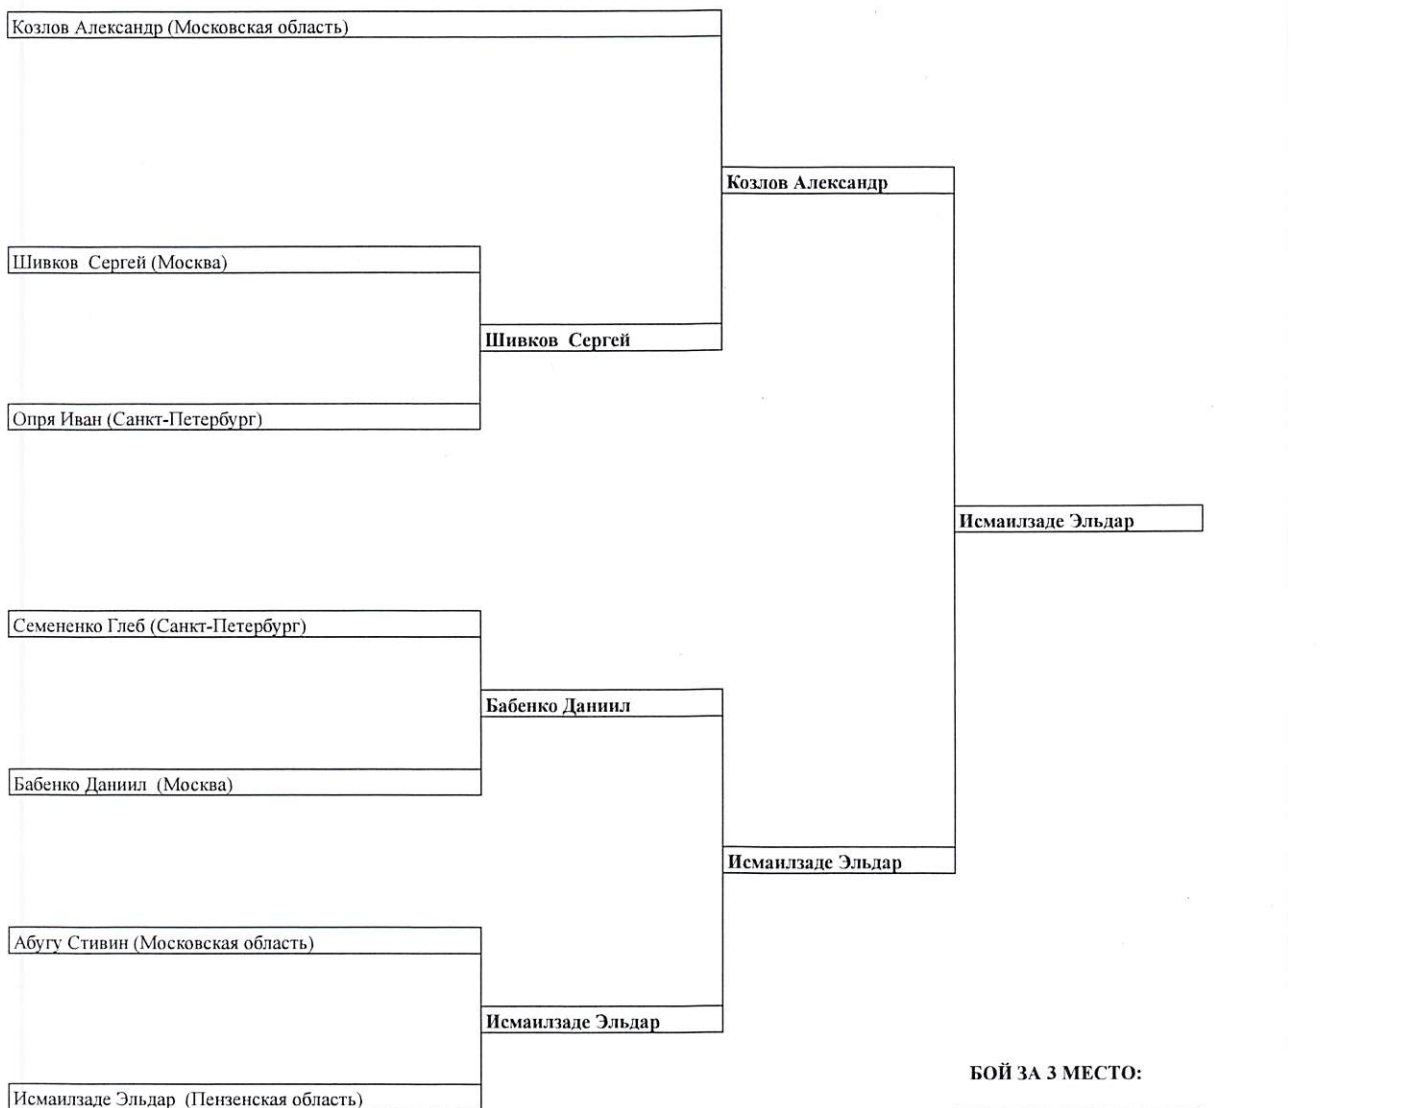 Козлов Александр (Московская область)
Козлов Александр
Шивков  Сергей (Москва)
Шивков  Сергей
Опря Иван (Санкт-Петербург)
Исмаилзаде Эльдар
Семененко Глеб (Санкт-Петербург)
Бабенко Даниил
Бабенко Даниил  (Москва)
Исмаилзаде Эльдар
Абугу Стивин (Московская область)
Исмаилзаде Эльдар
БОЙ ЗА 3 МЕСТО:
Исмаилзаде Эльдар  (Пензенская область)